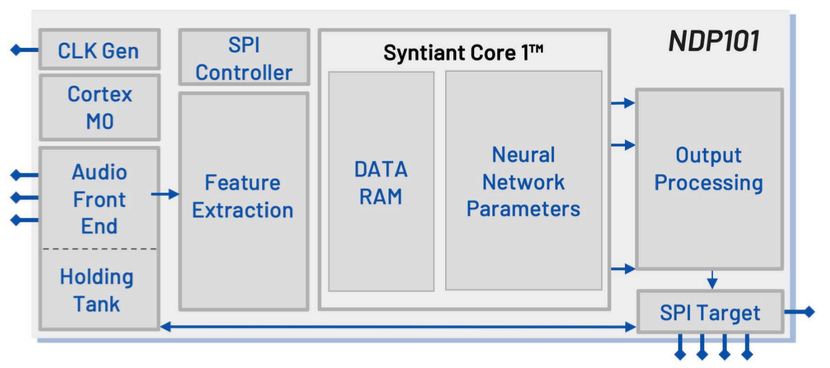 NDP101
CLK Gen
Cortex
M0
Audio
Front
End
Holding
Tank
SPI
Controller
Feature
Extraction
Syntiant Core 1™
DATA
RAM
Neural
Network
Parameters
Output
Processing
SPI Target